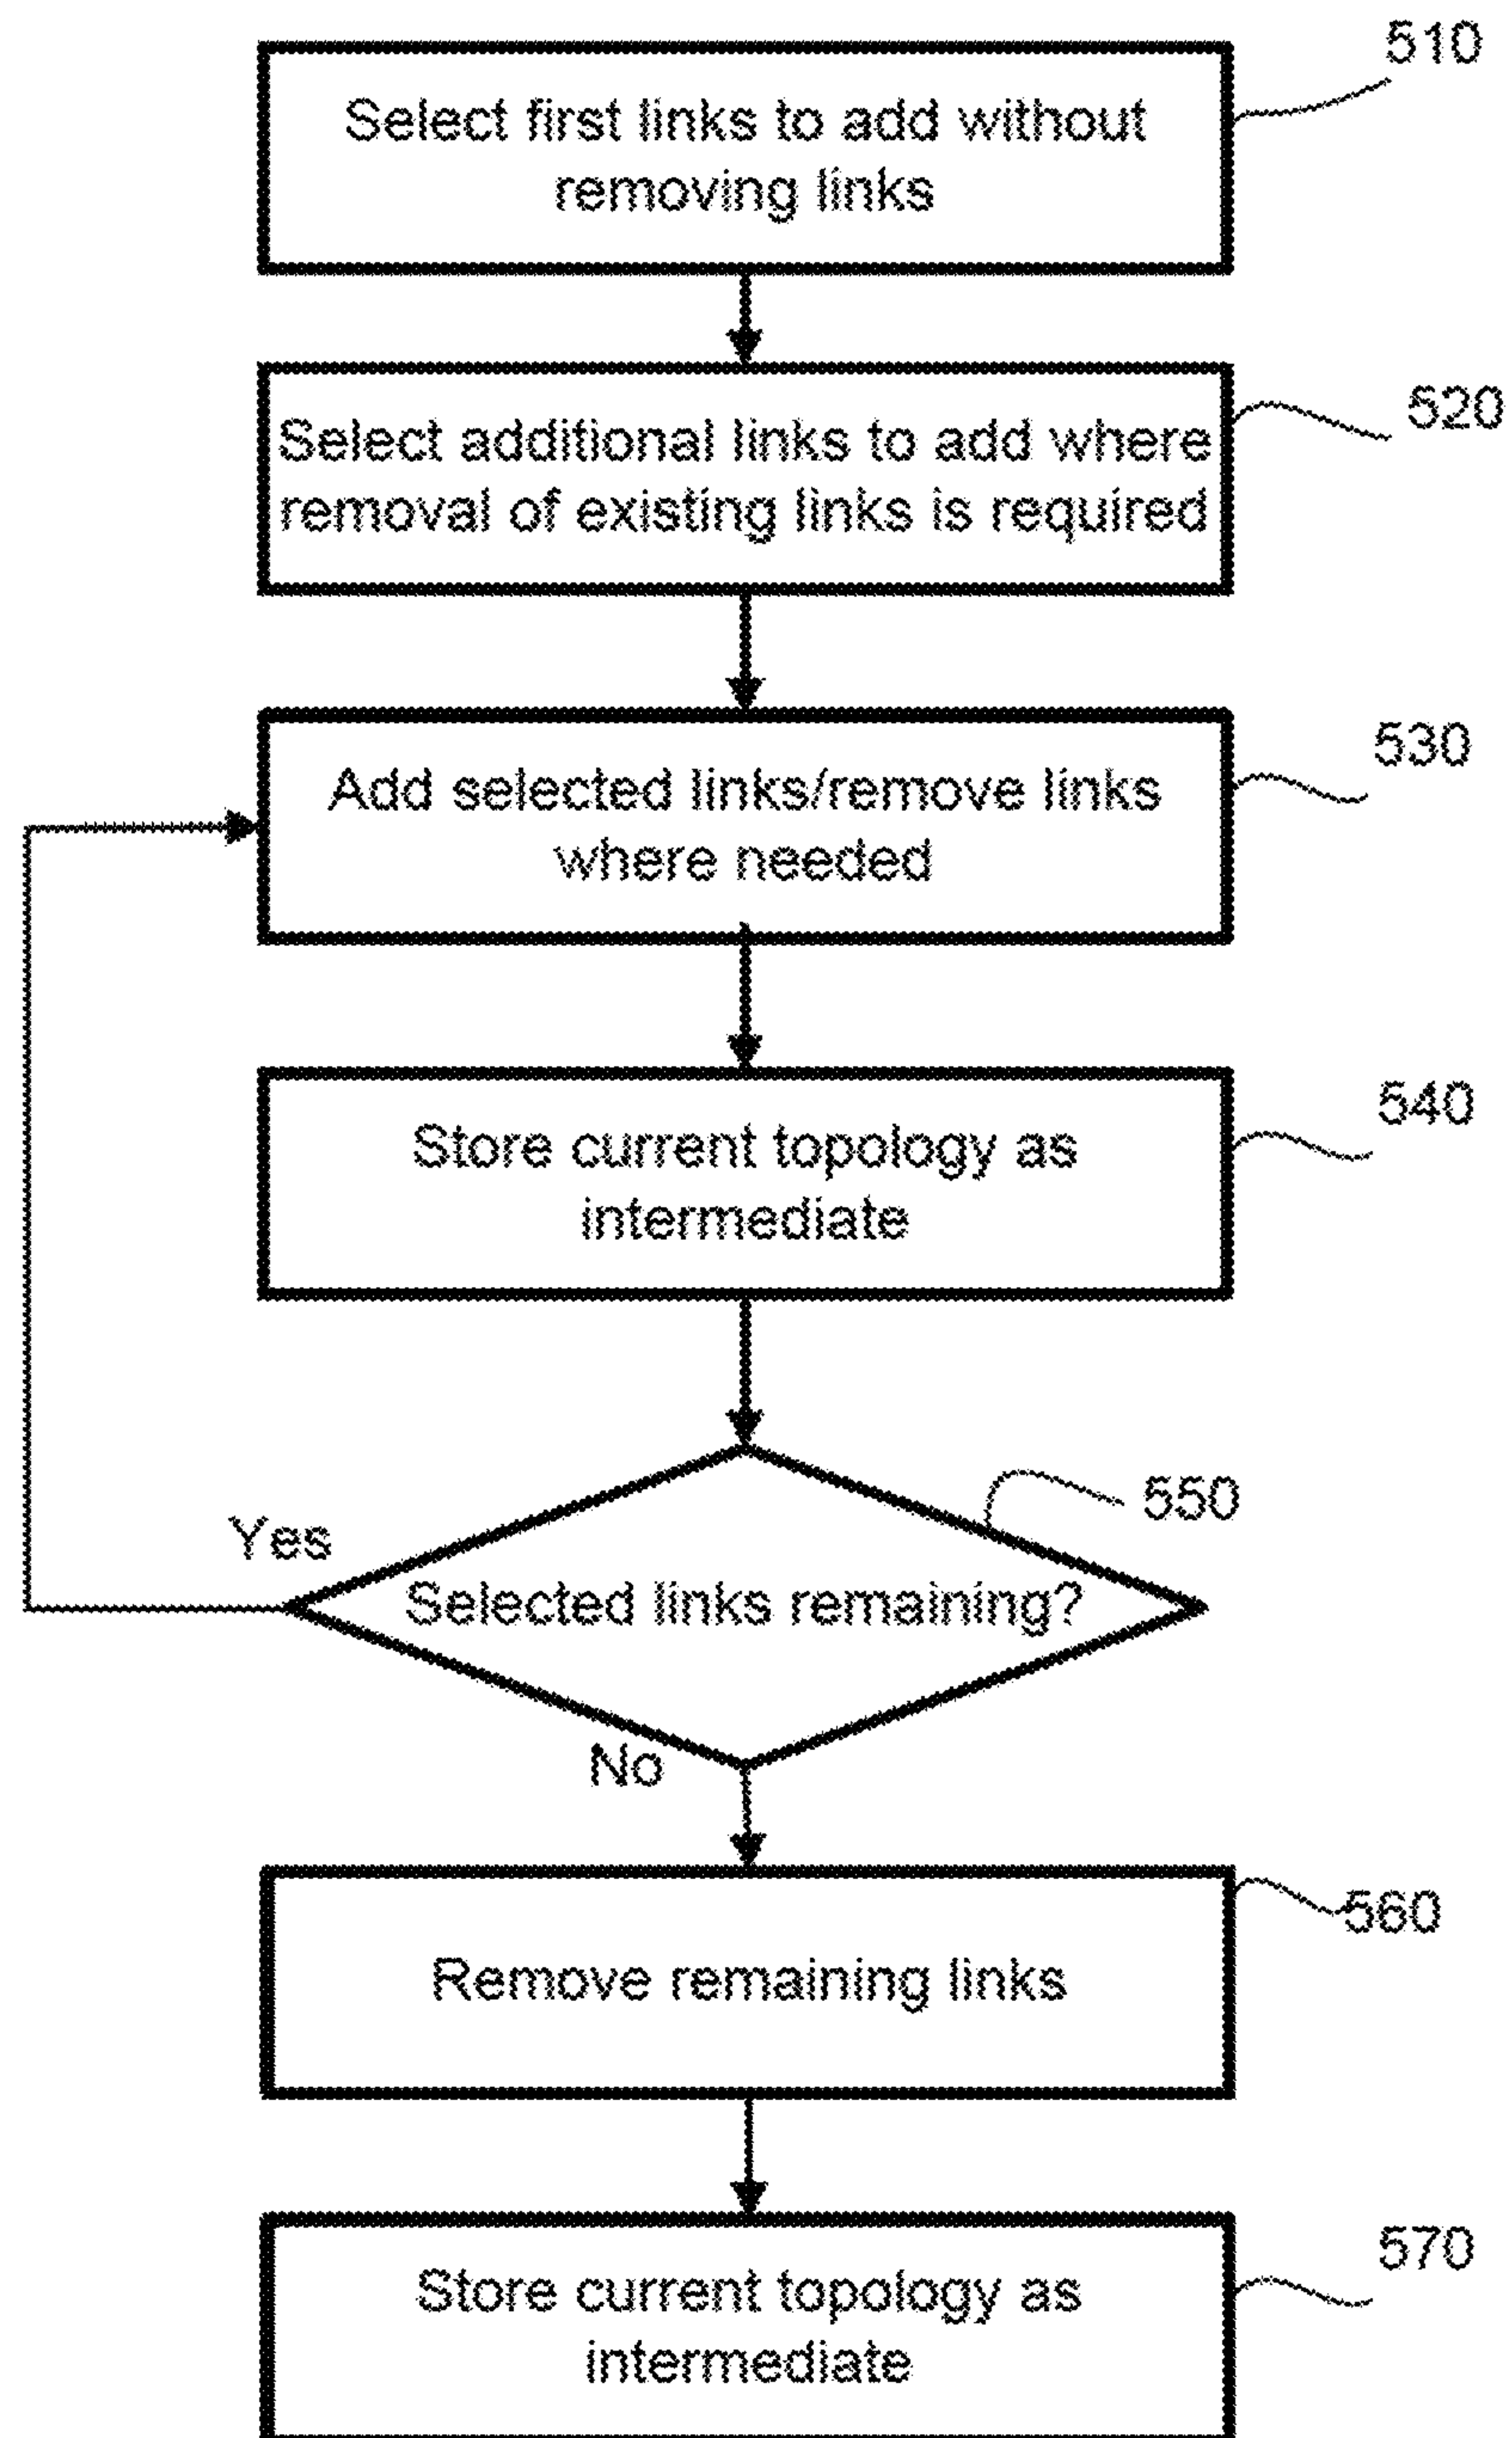 510
Select first links to add without
removing links
520
Select additional links to add where
removal of existing links is required
530
Add selected links/remove links
where needed
540
Store current topology as
intermediate
550
Yes
Selected links remaining?
No
560
Remove remaining links
570
Store current topology as
intermediate